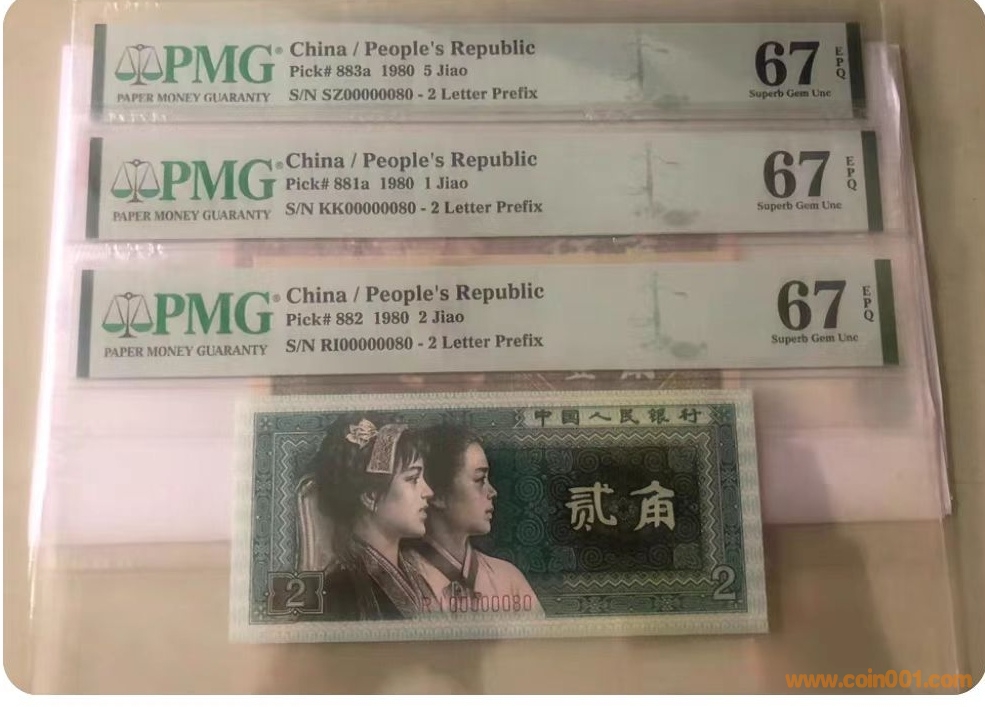 PMG
PAPER MONEY GUARANTY
China / People's Republic
Pick# 883a 1980 5 Jiao
S/N SZ00000080 - 2 Letter Prefix
67
EPQ
Superb Gem Unc
PMG
PAPER MONEY GUARANTY
China / People's Republic
Pick# 881a 1980 1 Jiao
S/N KK00000080 - 2 Letter Prefix
67
EPQ
Superb Gem Unc
PMG
PAPER MONEY GUARANTY
China / People's Republic
Pick# 882 1980 2 Jiao
S/N RI00000080 - 2 Letter Prefix
67
EPQ
Superb Gem Unc
中国人民银行
贰角
2
RI00000080
2
www.coin001.com